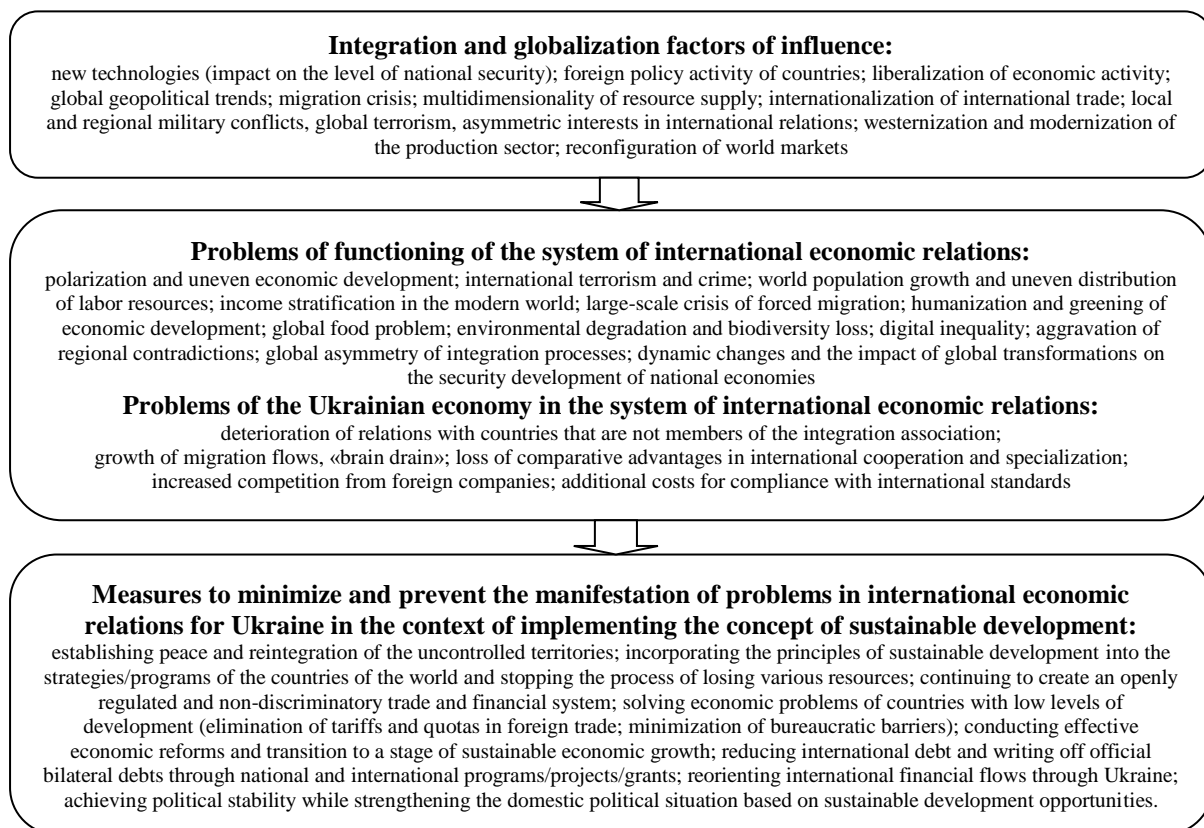 Integration and globalization factors of influence:
new technologies (impact on the level of national security); foreign policy activity of countries; liberalization of economic activity;
global geopolitical trends; migration crisis; multidimensionality of resource supply; internationalization of international trade; local
and regional military conflicts, global terrorism, asymmetric interests in international relations; westernization and modernization of
the production sector; reconfiguration of world markets
Problems of functioning of the system of international economic relations:
polarization and uneven economic development; international terrorism and crime; world population growth and uneven distribution
of labor resources; income stratification in the modern world; large-scale crisis of forced migration; humanization and greening of
economic development; global food problem; environmental degradation and biodiversity loss; digital inequality; aggravation of
regional contradictions; global asymmetry of integration processes; dynamic changes and the impact of global transformations on
the security development of national economies
Problems of the Ukrainian economy in the system of international economic relations:
deterioration of relations with countries that are not members of the integration association;
growth of migration flows, «brain drain»; loss of comparative advantages in international cooperation and specialization;
increased competition from foreign companies; additional costs for compliance with international standards
Measures to minimize and prevent the manifestation of problems in international economic
relations for Ukraine in the context of implementing the concept of sustainable development:
establishing peace and reintegration of the uncontrolled territories; incorporating the principles of sustainable development into the
strategies/programs of the countries of the world and stopping the process of losing various resources; continuing to create an openly
regulated and non-discriminatory trade and financial system; solving economic problems of countries with low levels of
development (elimination of tariffs and quotas in foreign trade; minimization of bureaucratic barriers); conducting effective
economic reforms and transition to a stage of sustainable economic growth; reducing international debt and writing off official
bilateral debts through national and international programs/projects/grants; reorienting international financial flows through Ukraine;
achieving political stability while strengthening the domestic political situation based on sustainable development opportunities.